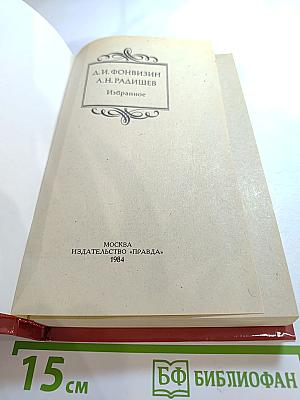 Д. И. ФОНВИЗИН
А. Н. РАДИЩЕВ
Избранное
МОСКВА
ИЗДАТЕЛЬСТВО «ПРАВДА»
1984
15 см
БФ БИБЛИОФАН